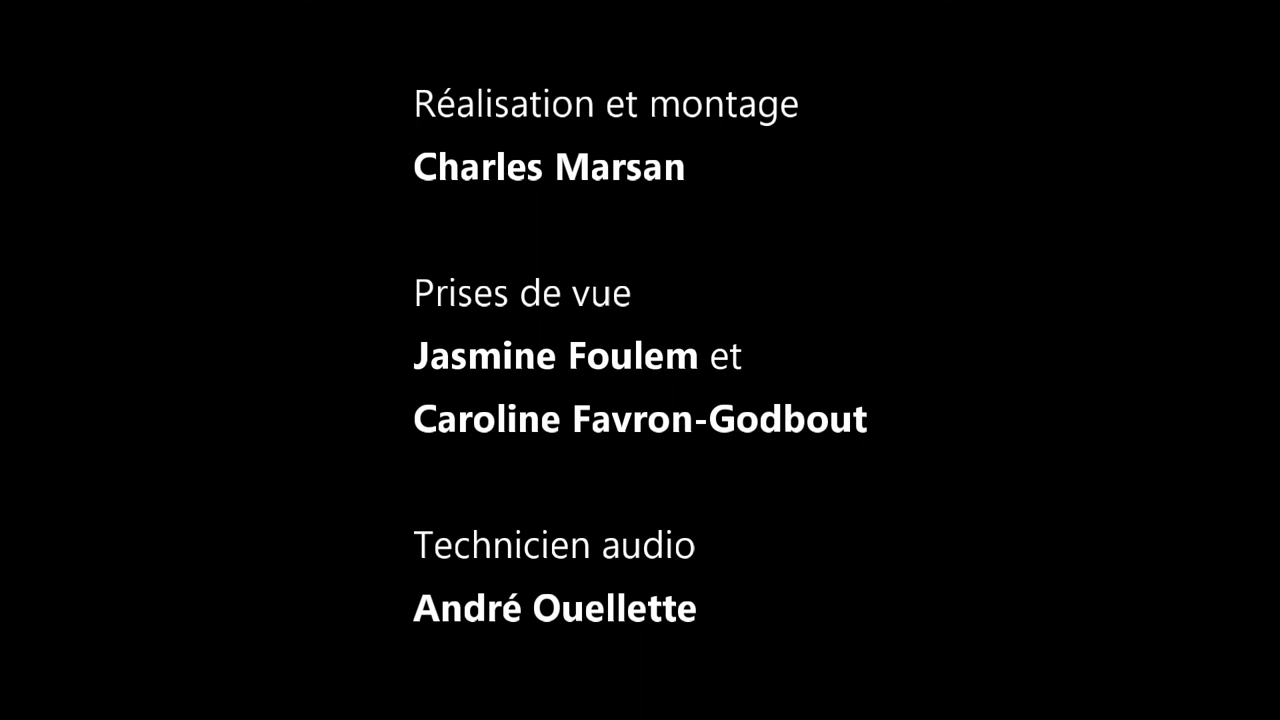 Réalisation et montage
Charles Marsan
Prises de vue
Jasmine Foulem et
Caroline Favron-Godbout
Technicien audio
André Ouellette